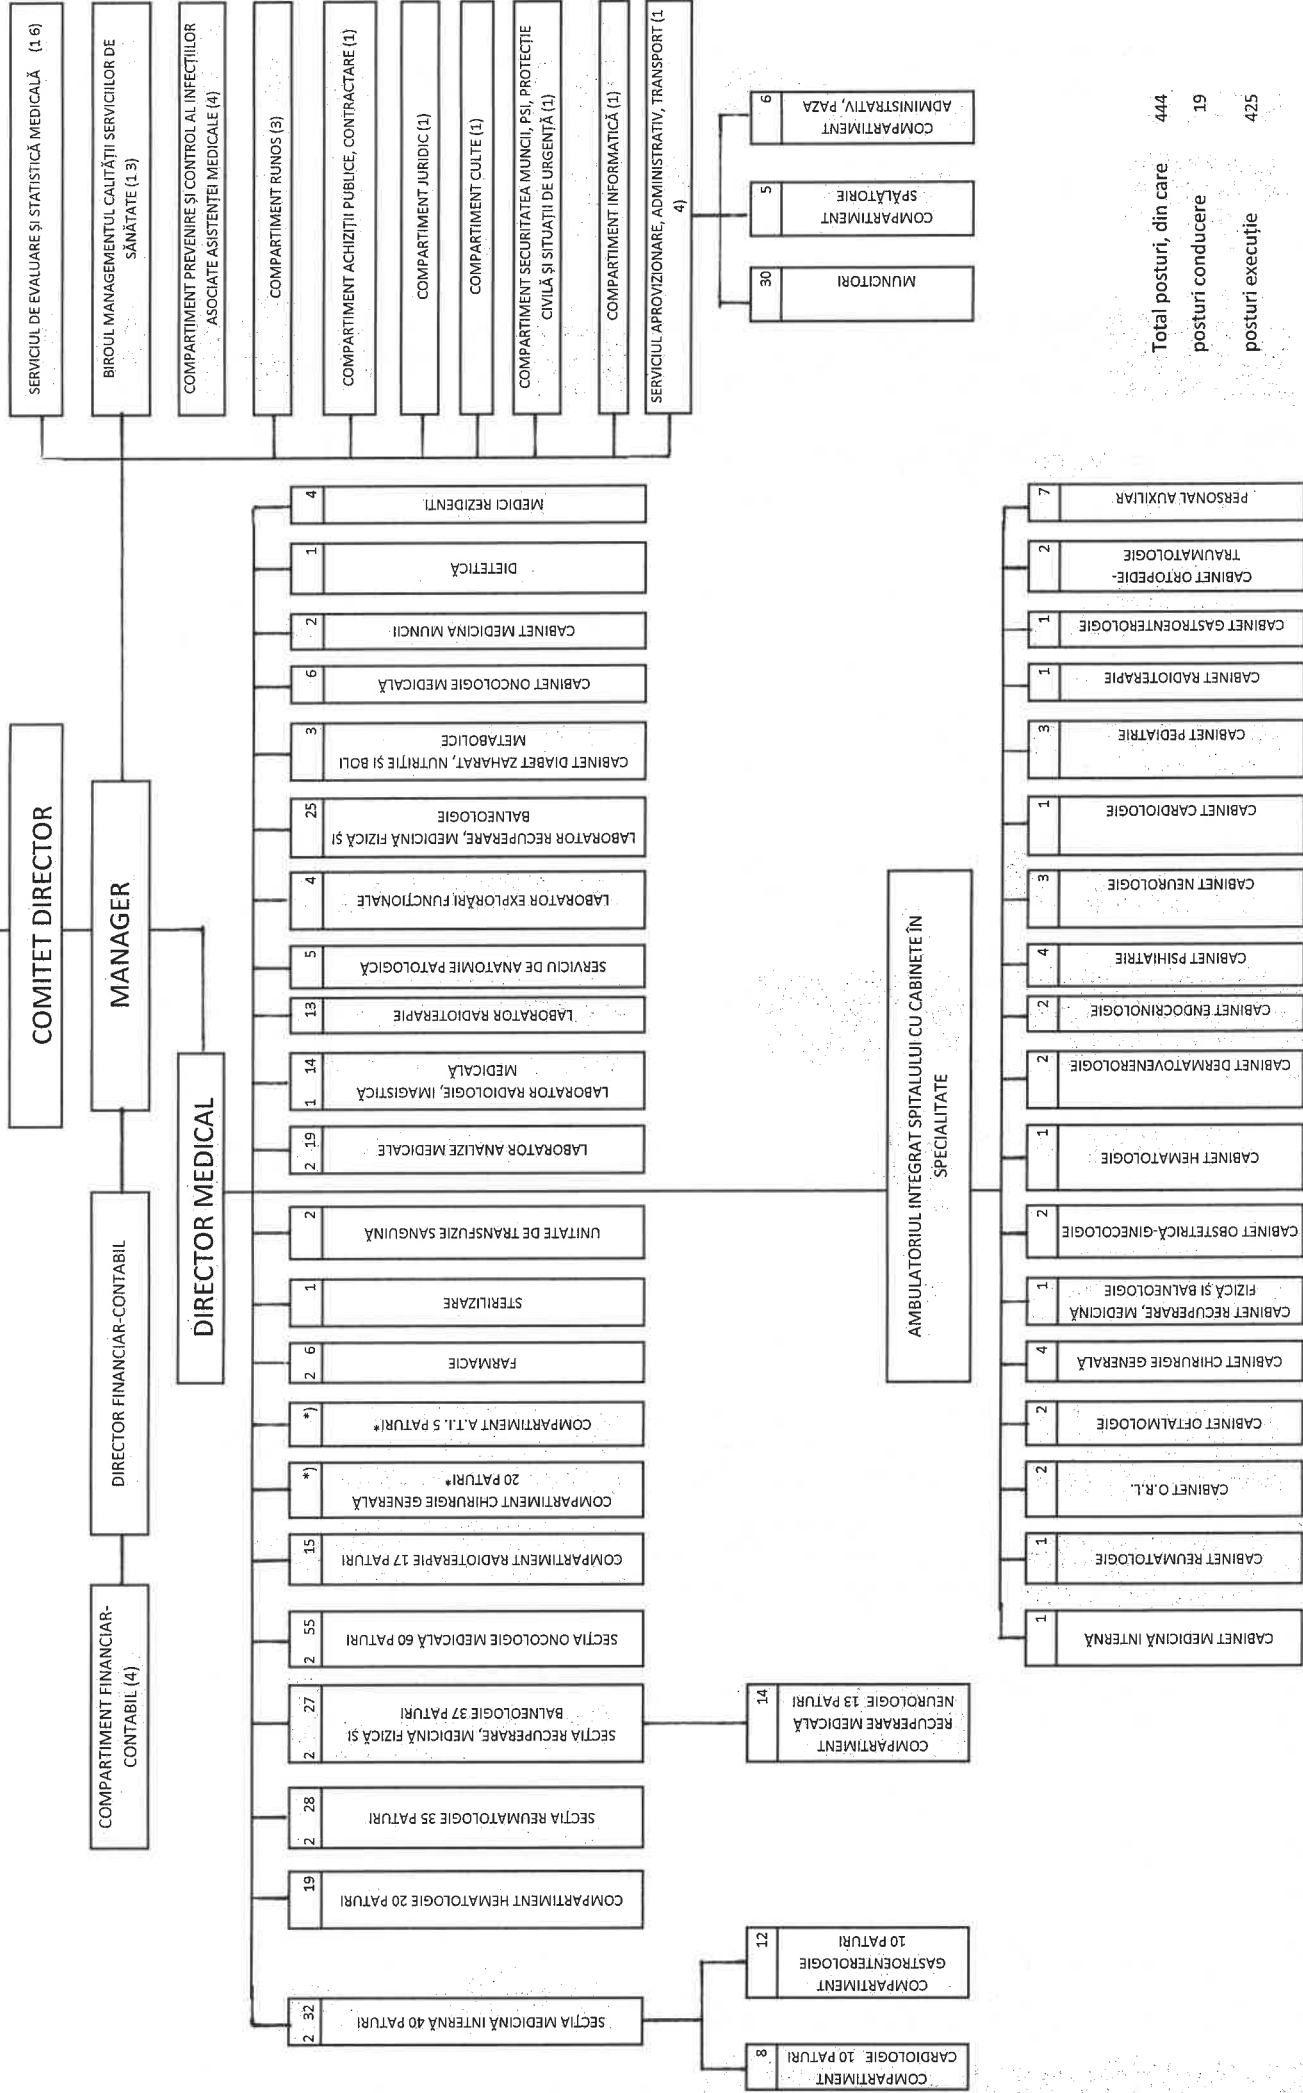 COMITET DIRECTOR
MANAGER
DIRECTOR FINANCIAR-CONTABIL
COMPARTIMENT FINANCIAR-
CONTABIL (4)
DIRECTOR MEDICAL
SERVICIUL DE EVALUARE ȘI STATISTICĂ MEDICALĂ (1 6)
BIROUL MANAGEMENTUL CALITĂȚII SERVICIILOR DE
SĂNĂTATE (1 3)
COMPARTIMENT PREVENIRE ȘI CONTROL AL INFECȚIILOR
ASOCIATE ASISTENȚEI MEDICALE (4)
COMPARTIMENT RUNOS (3)
COMPARTIMENT ACHIZIȚII PUBLICE, CONTRACTARE (1)
COMPARTIMENT JURIDIC (1)
COMPARTIMENT CULTE (1)
COMPARTIMENT SECURITATEA MUNCII, PSI, PROTECȚIE
CIVILĂ ȘI SITUAȚII DE URGENȚĂ (1)
COMPARTIMENT INFORMATICĂ (1)
SERVICIUL APROVIZIONARE, ADMINISTRATIV, TRANSPORT (1
4)
30
MUNCITORI
5
COMPARTIMENT
SPĂLĂTORIE
6
COMPARTIMENT
ADMINISTRATIV, PAZA
2 32
SECȚIA MEDICINĂ INTERNĂ 40 PATURI
8
COMPARTIMENT
CARDIOLOGIE 10 PATURI
12
COMPARTIMENT
GASTROENTEROLOGIE
10 PATURI
19
COMPARTIMENT HEMATOLOGIE 20 PATURI
2 28
SECȚIA REUMATOLOGIE 35 PATURI
2 27
SECȚIA RECUPERARE, MEDICINĂ FIZICĂ ȘI
BALNEOLOGIE 37 PATURI
14
COMPARTIMENT
RECUPERARE MEDICALĂ
NEUROLOGIE 13 PATURI
2 55
SECȚIA ONCOLOGIE MEDICALĂ 60 PATURI
15
COMPARTIMENT RADIOTERAPIE 17 PATURI
*)
COMPARTIMENT CHIRURGIE GENERALĂ
20 PATURI*
*)
COMPARTIMENT A.T.I. 5 PATURI*
2 6
FARMACIE
1
STERILIZARE
2
UNITATE DE TRANSFUZIE SANGUINĂ
2 19
LABORATOR ANALIZE MEDICALE
1 14
LABORATOR RADIOLOGIE, IMAGISTICĂ
MEDICALĂ
13
LABORATOR RADIOTERAPIE
5
SERVICIU DE ANATOMIE PATOLOGICĂ
4
LABORATOR EXPLORĂRI FUNCȚIONALE
25
LABORATOR RECUPERARE, MEDICINĂ FIZICĂ ȘI
BALNEOLOGIE
3
CABINET DIABET ZAHARAT, NUTRIȚIE ȘI BOLI
METABOLICE
6
CABINET ONCOLOGIE MEDICALĂ
2
CABINET MEDICINA MUNCII
1
DIETETICĂ
4
MEDICI REZIDENTI
AMBULATORIUL INTEGRAT SPITALULUI CU CABINETE ÎN
SPECIALITATE
1
CABINET MEDICINĂ INTERNĂ
1
CABINET REUMATOLOGIE
2
CABINET O.R.L.
2
CABINET OFTALMOLOGIE
4
CABINET CHIRURGIE GENERALĂ
1
CABINET RECUPERARE, MEDICINĂ
FIZICĂ ȘI BALNEOLOGIE
2
CABINET OBSTETRICĂ-GINECOLOGIE
1
CABINET HEMATOLOGIE
2
CABINET DERMATOVENEROLOGIE
2
CABINET ENDOCRINOLOGIE
4
CABINET PSIHIATRIE
3
CABINET NEUROLOGIE
1
CABINET CARDIOLOGIE
3
CABINET PEDIATRIE
1
CABINET RADIOTERAPIE
1
CABINET GASTROENTEROLOGIE
2
CABINET ORTOPEDIE-
TRAUMATOLOGIE
7
PERSONAL AUXILIAR
Total posturi, din care 444
posturi conducere 19
posturi execuție 425